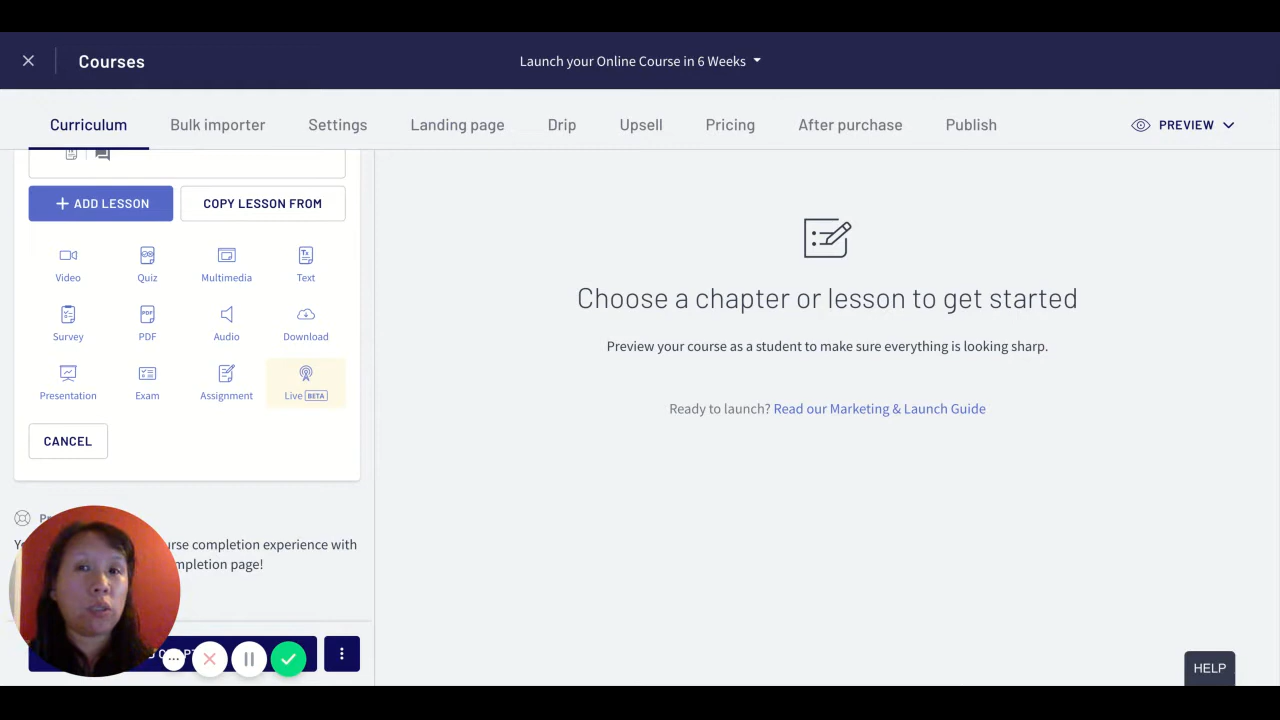 Courses
Launch your Online Course in 6 Weeks
Curriculum Bulk importer Settings Landing page Drip Upsell Pricing After purchase Publish PREVIEW
+ ADD LESSON COPY LESSON FROM
Video Quiz Multimedia Text
Survey PDF Audio Download
Presentation Exam Assignment Live BETA
CANCEL
Choose a chapter or lesson to get started
Preview your course as a student to make sure everything is looking sharp.
Ready to launch? Read our Marketing & Launch Guide
completion experience with
page!
HELP